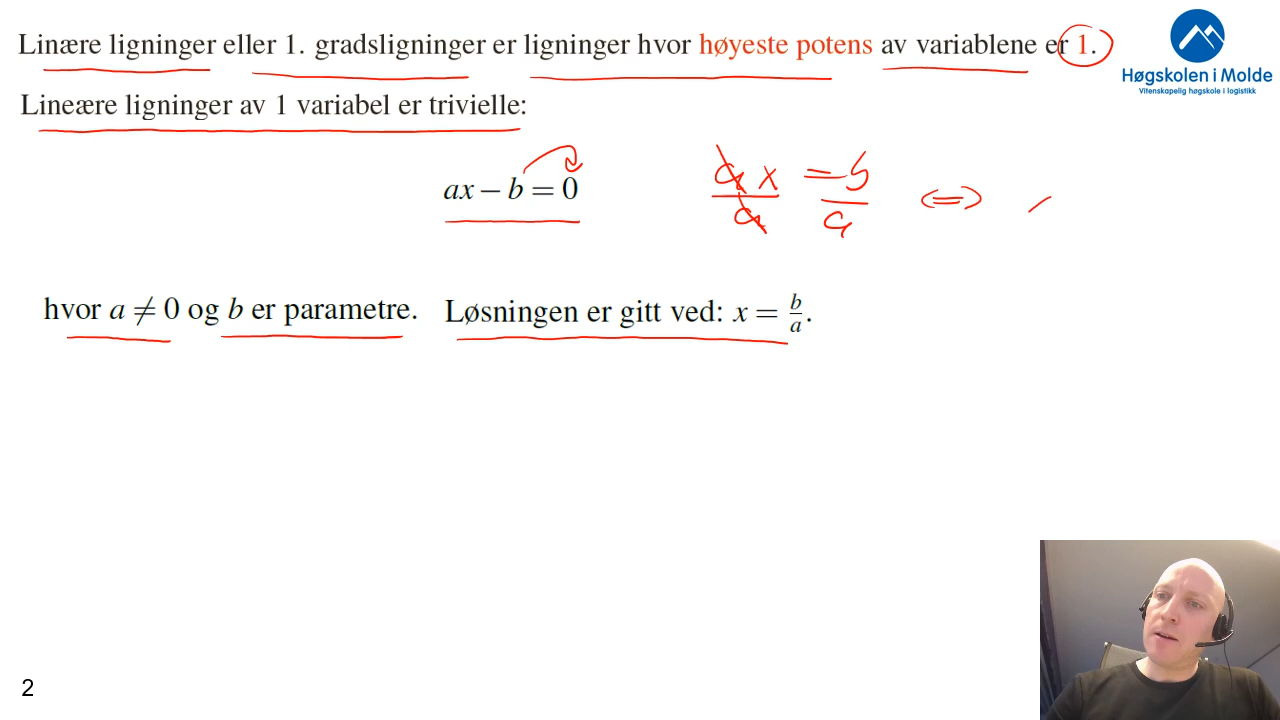 Linære ligninger eller 1. gradsligninger er ligninger hvor høyeste potens av variablene er 1.
Høgskolen i Molde
Vitenskapelig høgskole i logistikk
Lineære ligninger av 1 variabel er trivielle:
ax − b = 0
ax/a = b/a ⇔
hvor a ≠ 0 og b er parametre. Løsningen er gitt ved: x = b/a.
2